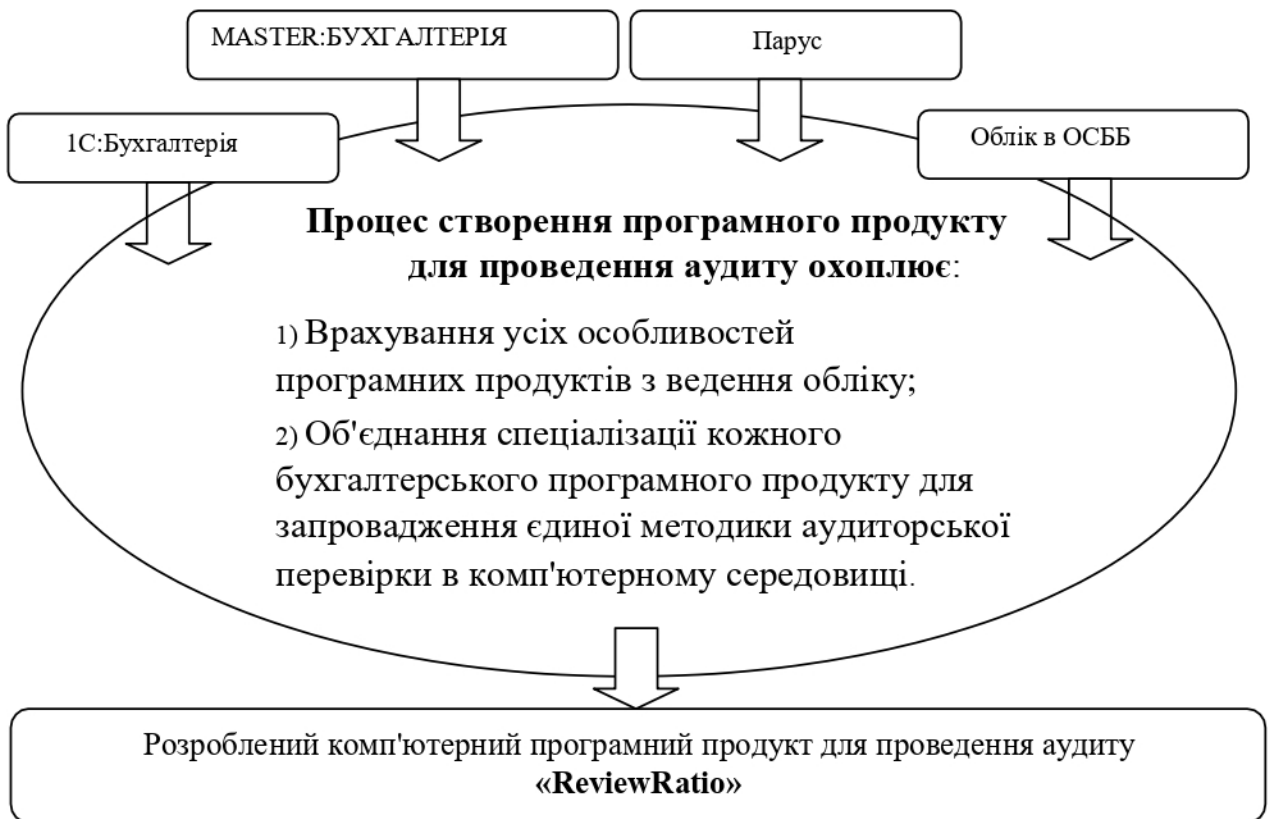 MASTER:БУХГАЛТЕРІЯ
Парус
1С:Бухгалтерія
Облік в ОСББ
Процес створення програмного продукту
для проведення аудиту охоплює:
1) Врахування усіх особливостей
програмних продуктів з ведення обліку;
2) Об'єднання спеціалізації кожного
бухгалтерського програмного продукту для
запровадження єдиної методики аудиторської
перевірки в комп'ютерному середовищі.
Розроблений комп'ютерний програмний продукт для проведення аудиту
«ReviewRatio»